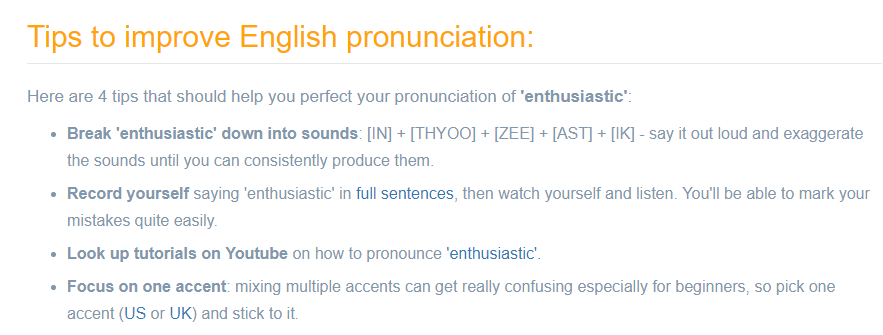 Tips to improve English pronunciation:
Here are 4 tips that should help you perfect your pronunciation of 'enthusiastic':
• Break 'enthusiastic' down into sounds: [IN] + [THYOO] + [ZEE] + [AST] + [IK] - say it out loud and exaggerate
the sounds until you can consistently produce them.
• Record yourself saying 'enthusiastic' in full sentences, then watch yourself and listen. You'll be able to mark your
mistakes quite easily.
• Look up tutorials on Youtube on how to pronounce 'enthusiastic'.
• Focus on one accent: mixing multiple accents can get really confusing especially for beginners, so pick one
accent (US or UK) and stick to it.